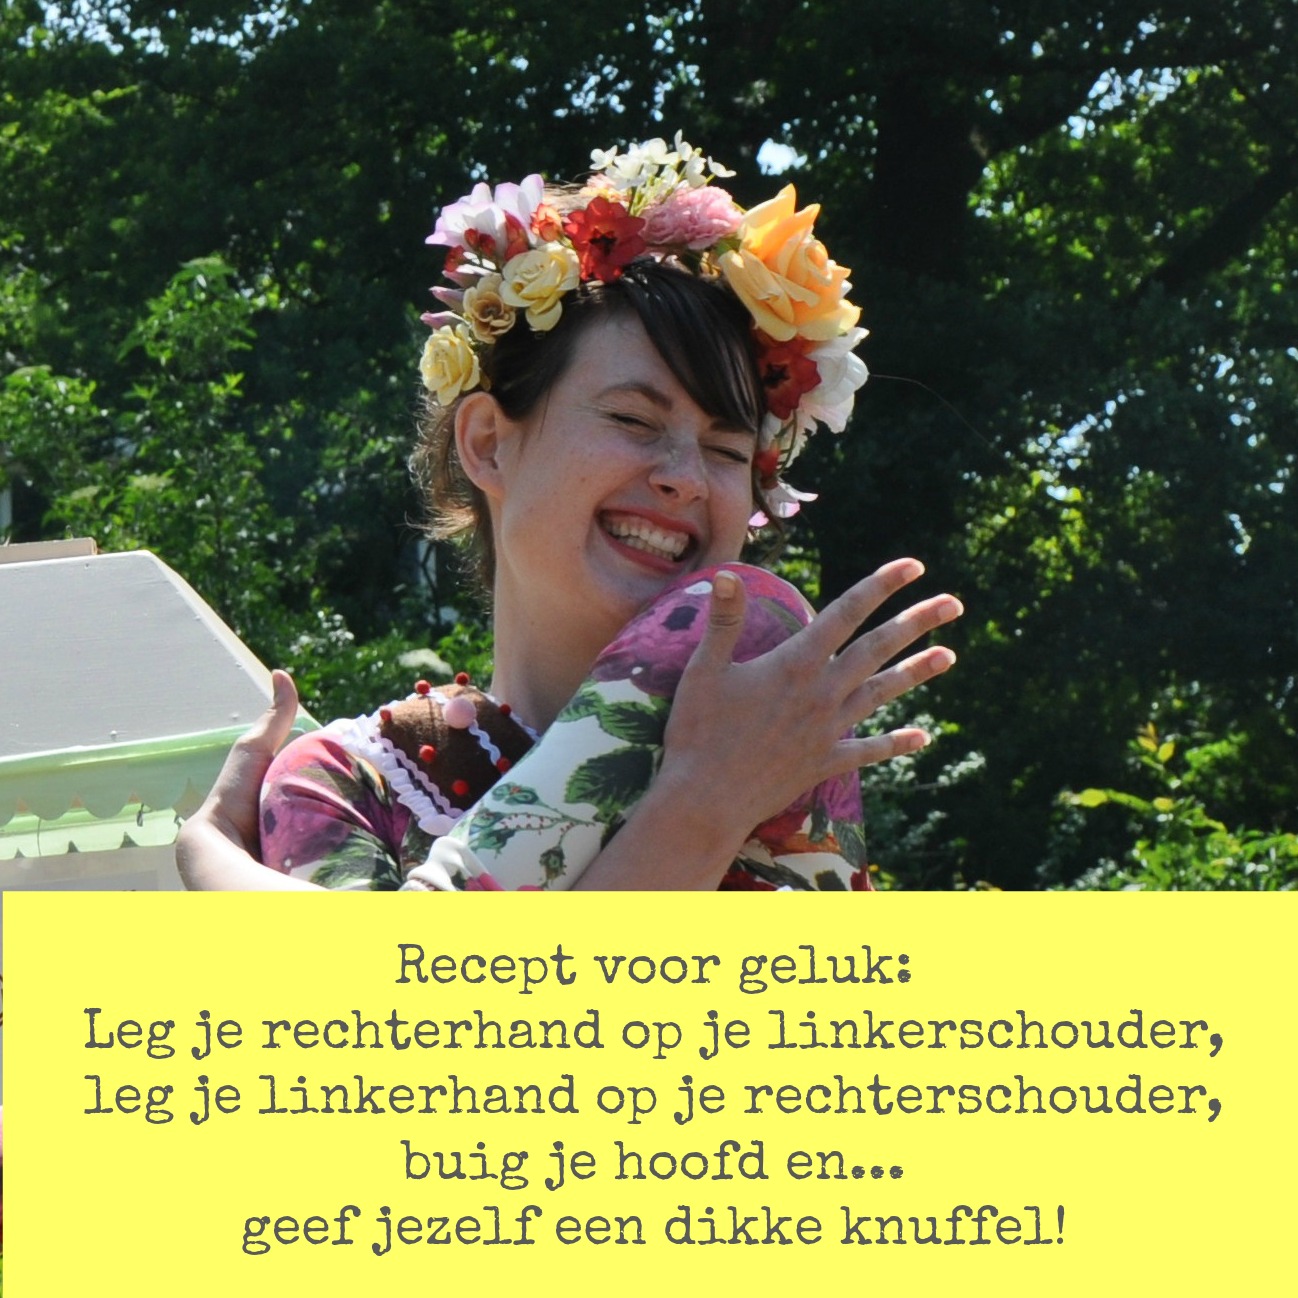 Recept voor geluk:
Leg je rechterhand op je linkerschouder,
leg je linkerhand op je rechterschouder,
buig je hoofd en...
geef jezelf een dikke knuffel!